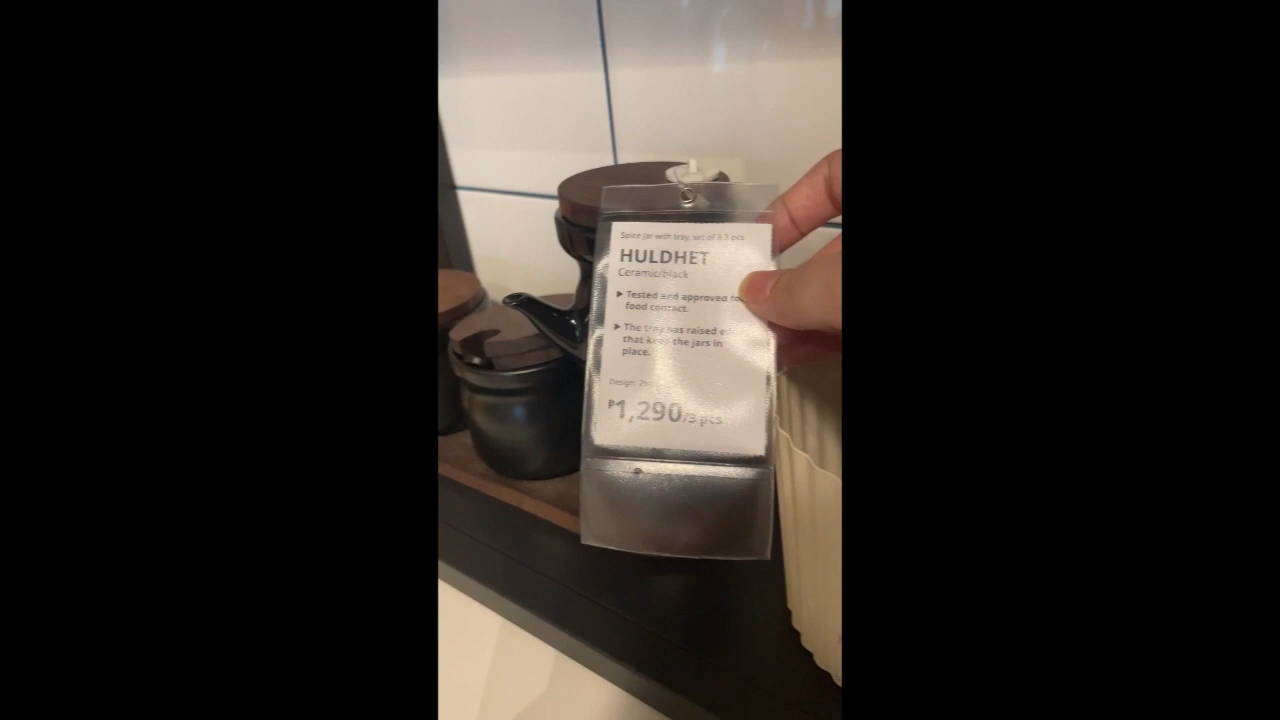 Spice jar with tray, set of 3 pcs
HULDHET
Ceramic/black
▶ Tested and approved
food contact.
▶ The tray has raised
that keep the jars in
place.
Design:
₱1,290/3 pcs